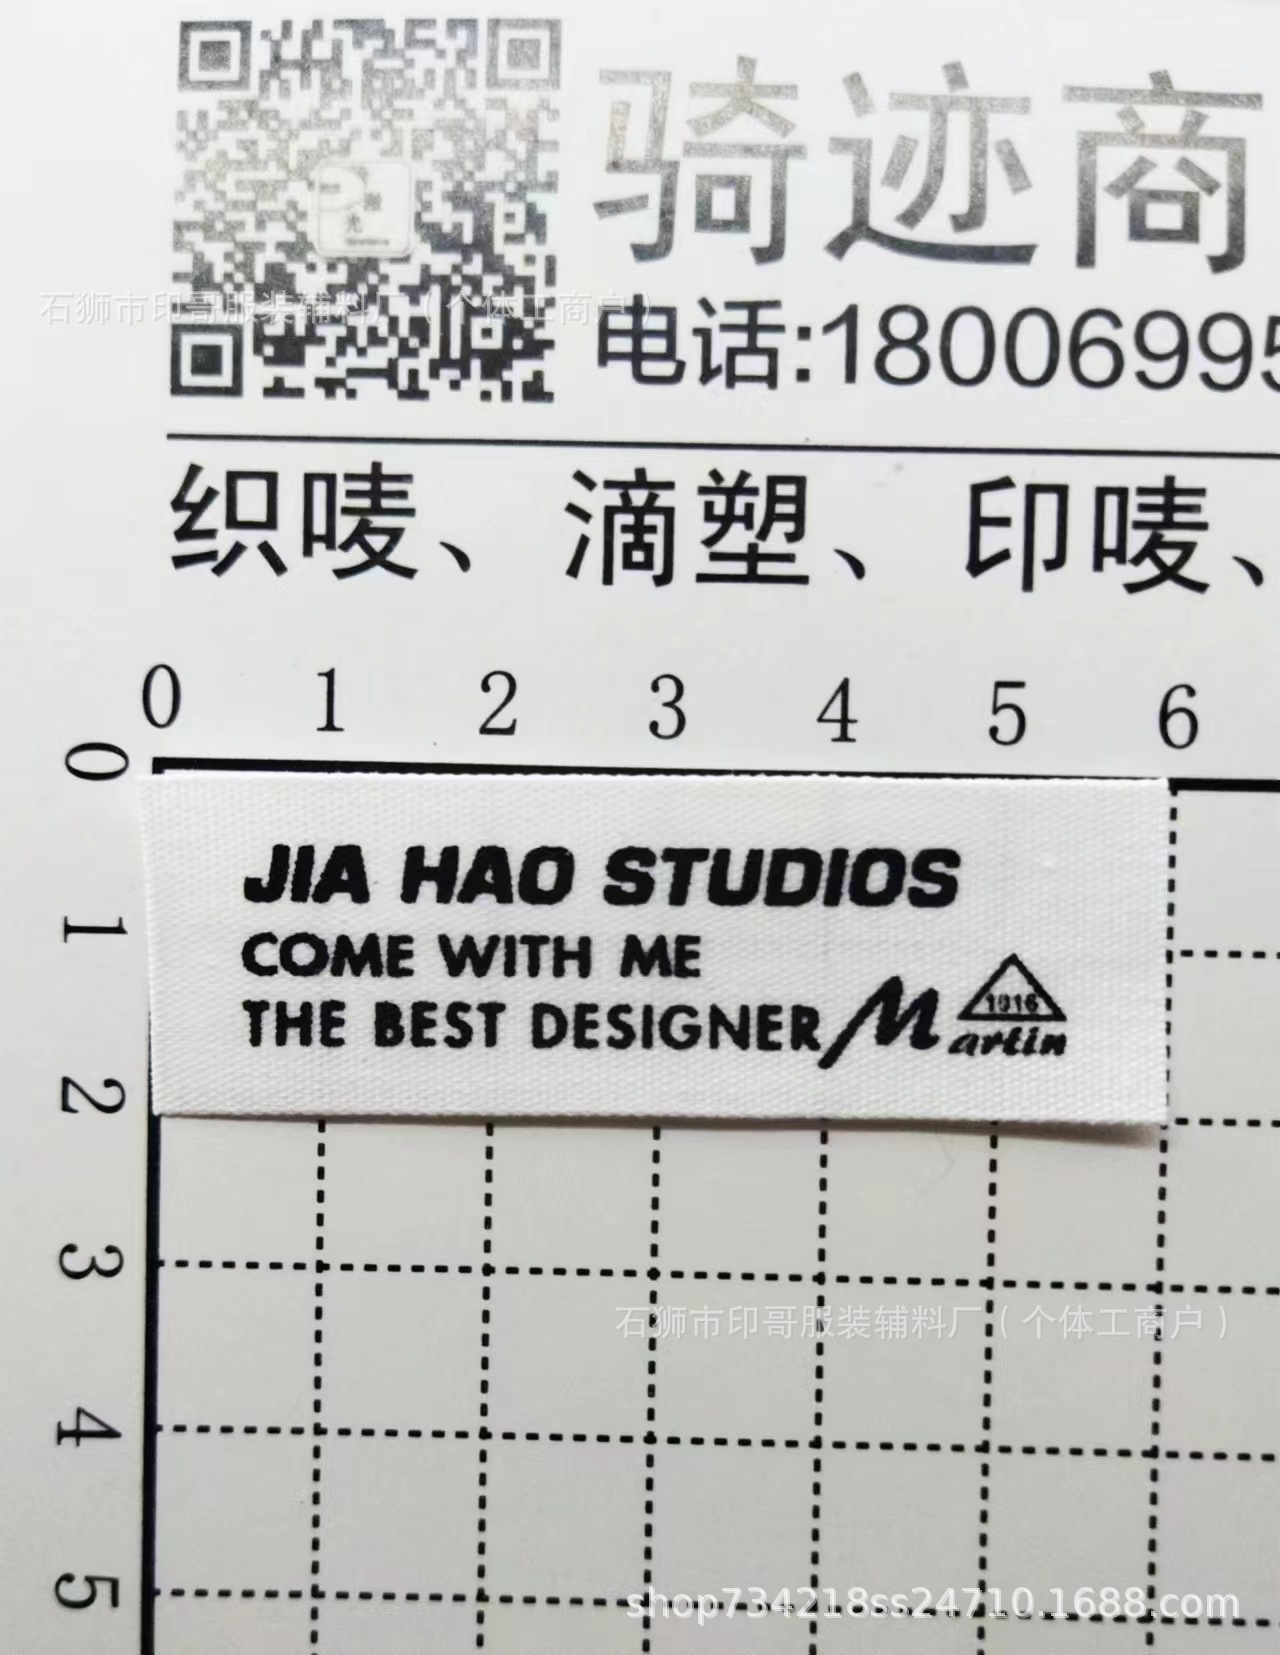 骑迹商
石狮市印哥服装辅料厂（个体工商户）
电话:18006995
织唛、滴塑、印唛、
0 1 2 3 4 5 6
0
JIA HAO STUDIOS
1
COME WITH ME
1916
THE BEST DESIGNER Martin
2
3
石狮市印哥服装辅料厂（个体工商户）
4
5
shop734218ss24710.1688.com